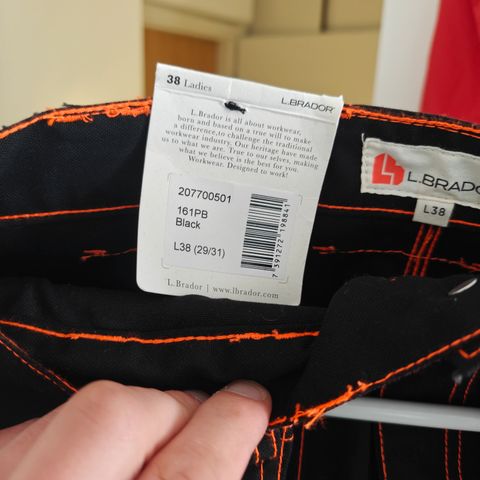 38 Ladies
L.BRADOR®
L.Brador is all about workwear,
born and based on a true will to make
a difference,to challenge the traditional
workwear industry. Our heritage have made
us to what we are. True to our selves, making
what we believe is the best for you.
Workwear. Designed to work!
207700501
161PB
Black
L38 (29/31)
7 391272 198841
L.Brador | www.lbrador.com
L.BRADOR
L38